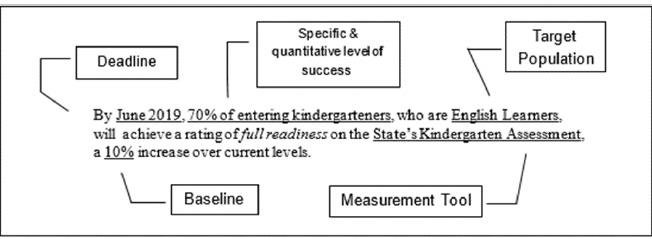 Deadline
Specific &
quantitative level of
success
Target
Population
By June 2019, 70% of entering kindergarteners, who are English Learners,
will achieve a rating of full readiness on the State's Kindergarten Assessment,
a 10% increase over current levels.
Baseline
Measurement Tool